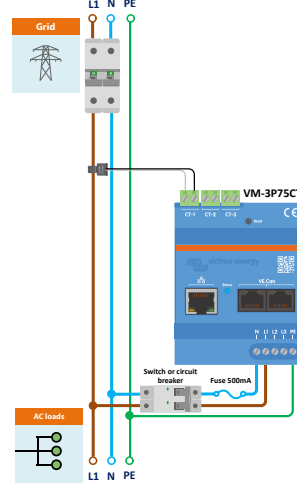 L1 N PE
Grid
VM-3P75CT
CT-1 CT-2 CT-3
Reset
CE
victron energy
Status
VE.Can
N L1 L2 L3 PE
Switch or circuit
breaker
Fuse 500mA
AC loads
L1 N PE